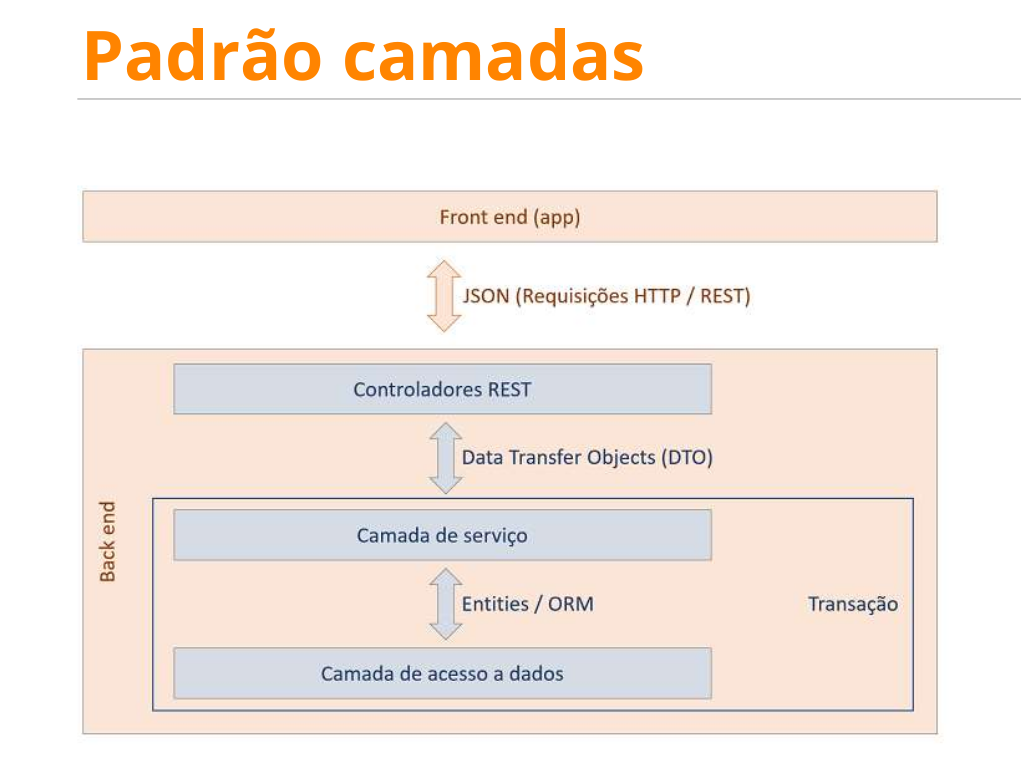 Padrão camadas
Front end (app)
JSON (Requisições HTTP / REST)
Controladores REST
Data Transfer Objects (DTO)
Back end
Camada de serviço
Entities / ORM
Transação
Camada de acesso a dados